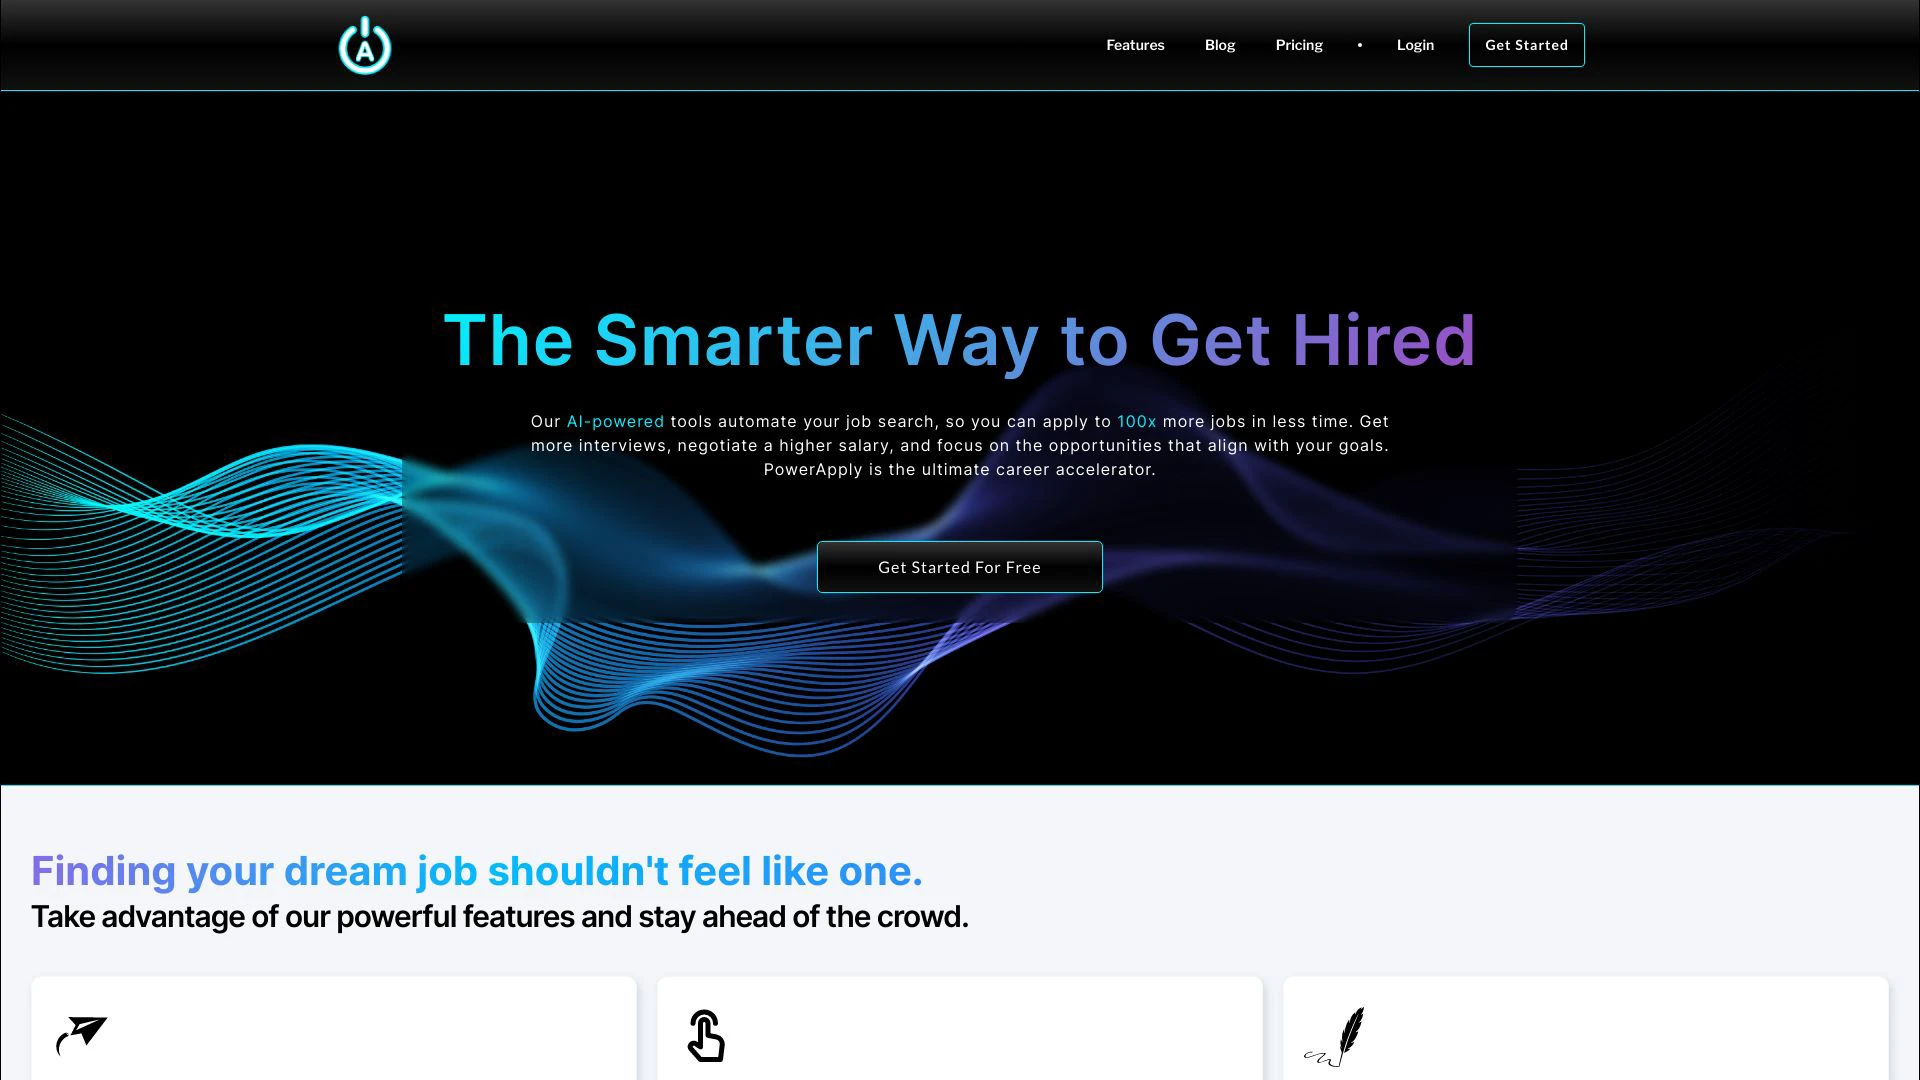 A
Features
Blog
Pricing
•
Login
Get Started
The Smarter Way to Get Hired
Our AI-powered tools automate your job search, so you can apply to 100x more jobs in less time. Get
more interviews, negotiate a higher salary, and focus on the opportunities that align with your goals.
PowerApply is the ultimate career accelerator.
Get Started For Free
Finding your dream job shouldn't feel like one.
Take advantage of our powerful features and stay ahead of the crowd.